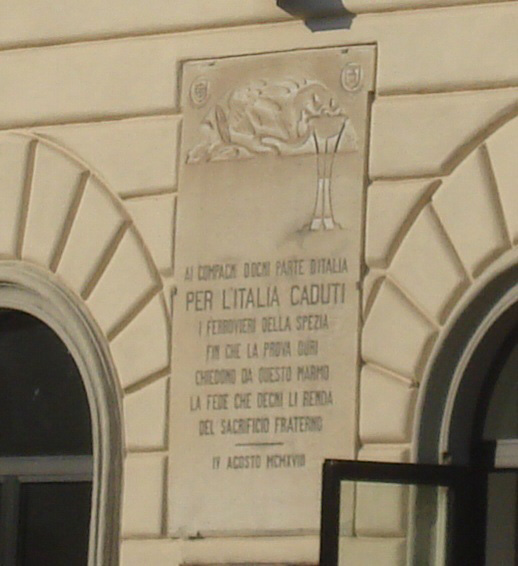 AI COMPAGNI D'OGNI PARTE D'ITALIA
PER L'ITALIA CADUTI
I FERROVIERI DELLA SPEZIA
FIN CHE LA PROVA DURI
CHIEDONO DA QUESTO MARMO
LA FEDE CHE DEGNI LI RENDA
DEL SACRIFICIO FRATERNO
IV AGOSTO MCMXVIII